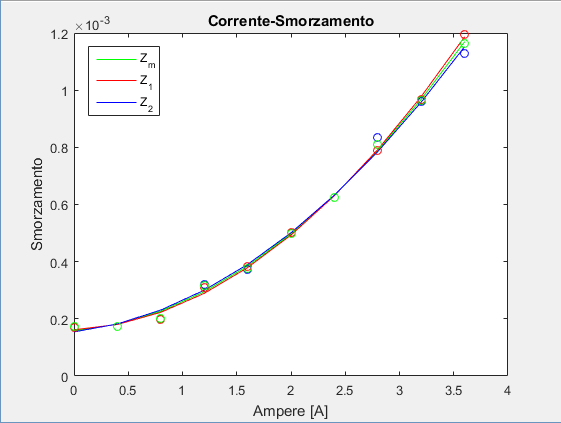 Corrente-Smorzamento
×10⁻³
Z_m
Z_1
Z_2
1.2
1
0.8
0.6
0.4
0.2
0
Smorzamento
0 0.5 1 1.5 2 2.5 3 3.5 4
Ampere [A]